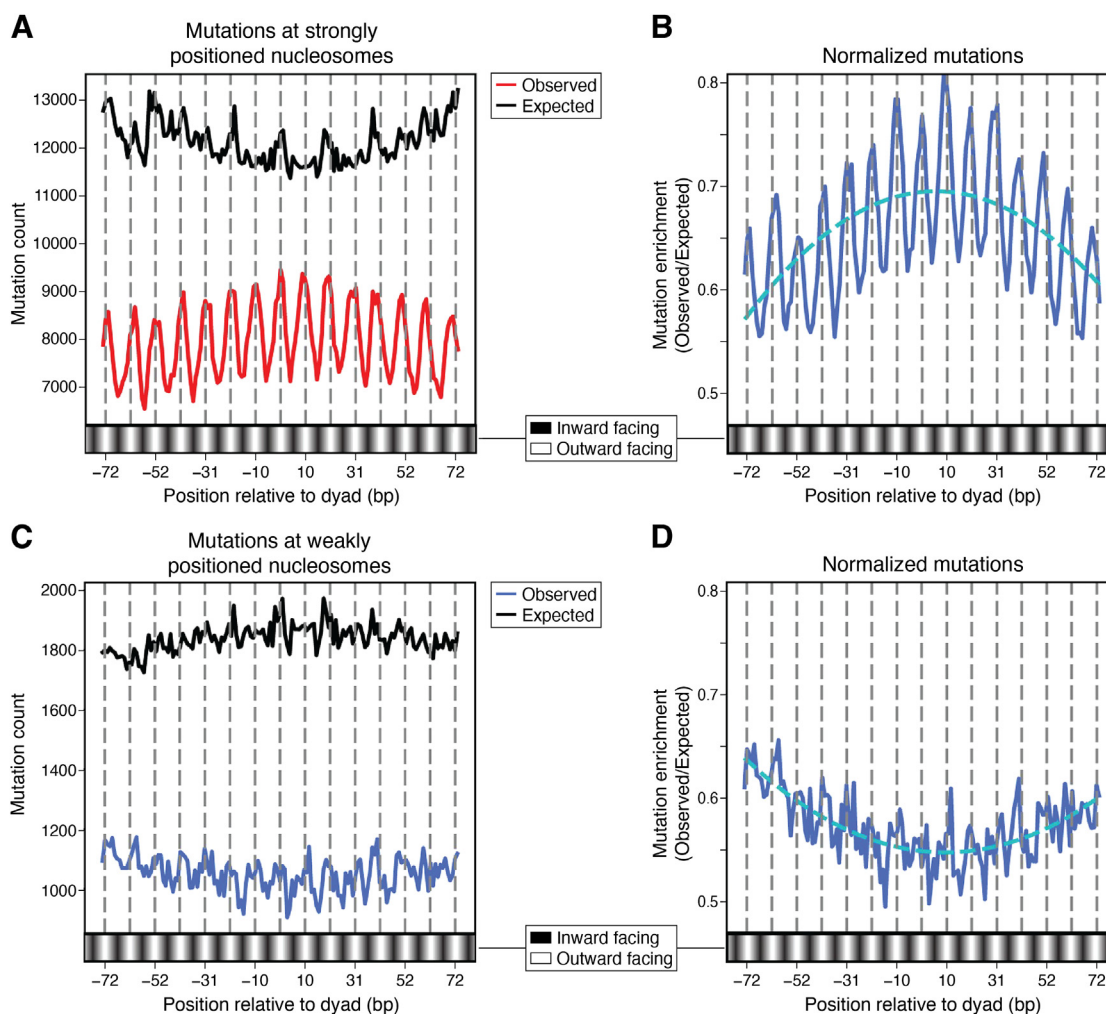 A
Mutations at strongly
positioned nucleosomes
Observed
Expected
Mutation count
13000
12000
11000
10000
9000
8000
7000
−72 −52 −31 −10 10 31 52 72
Position relative to dyad (bp)
Inward facing
Outward facing
B
Normalized mutations
Mutation enrichment
(Observed/Expected)
0.8
0.7
0.6
0.5
−72 −52 −31 −10 10 31 52 72
Position relative to dyad (bp)
C
Mutations at weakly
positioned nucleosomes
Observed
Expected
Mutation count
2000
1800
1600
1400
1200
1000
−72 −52 −31 −10 10 31 52 72
Position relative to dyad (bp)
Inward facing
Outward facing
D
Normalized mutations
Mutation enrichment
(Observed/Expected)
0.8
0.7
0.6
0.5
−72 −52 −31 −10 10 31 52 72
Position relative to dyad (bp)